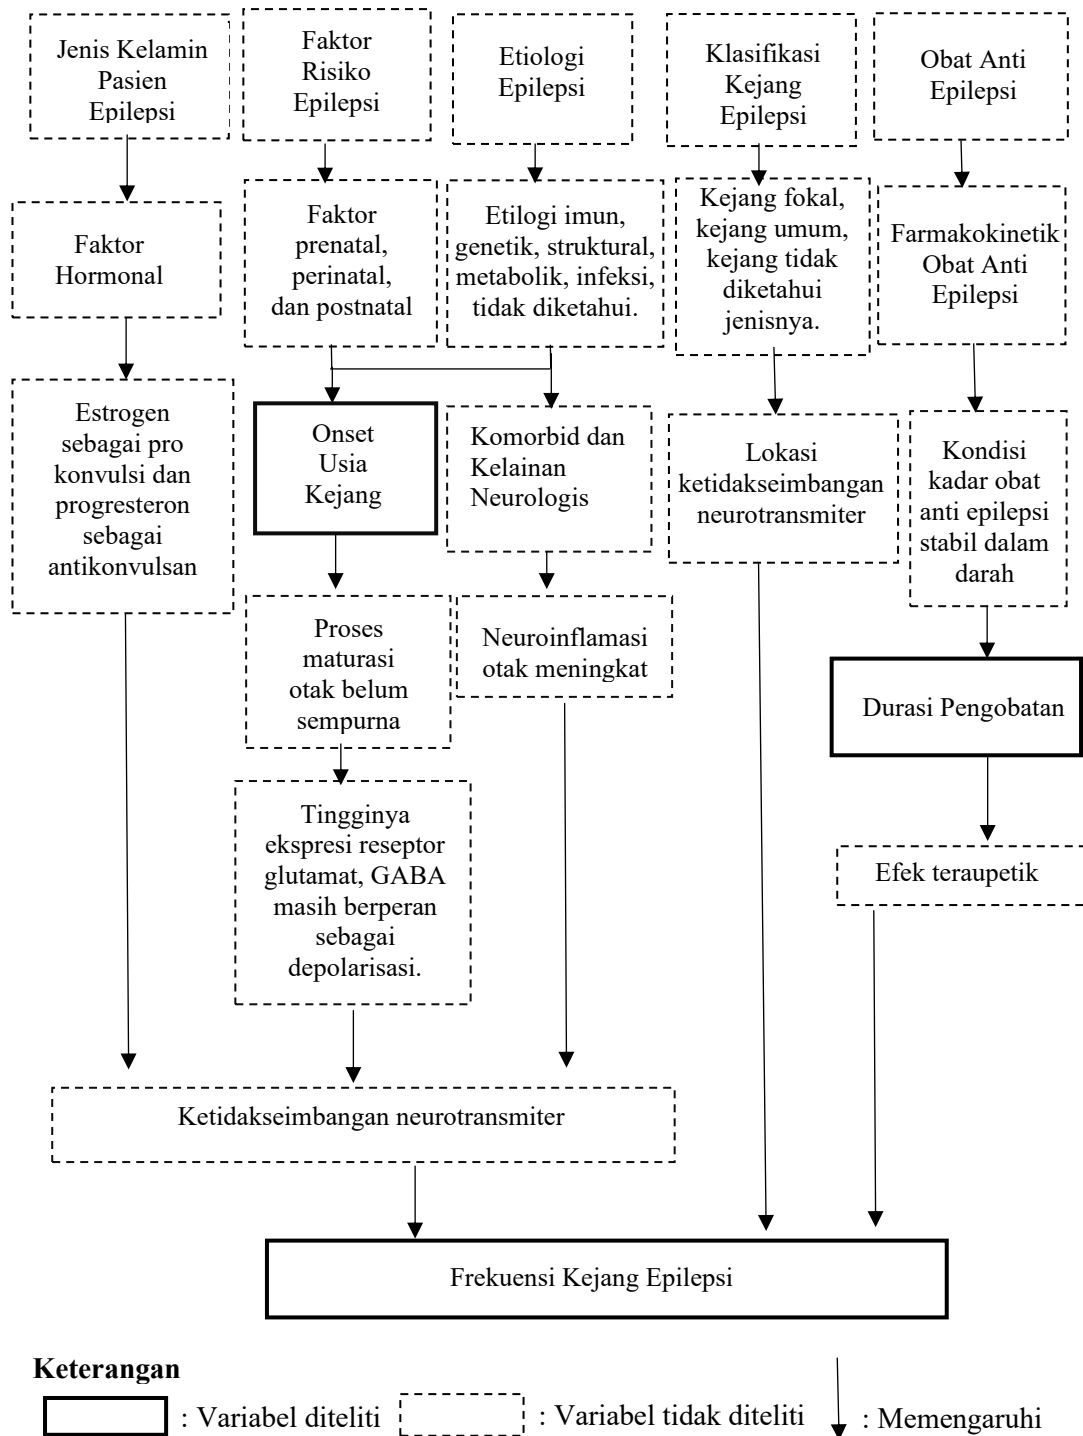 Jenis Kelamin
Pasien
Epilepsi
Faktor
Risiko
Epilepsi
Etiologi
Epilepsi
Klasifikasi
Kejang
Epilepsi
Obat Anti
Epilepsi
Faktor
Hormonal
Faktor
prenatal,
perinatal,
dan postnatal
Etilogi imun,
genetik, struktural,
metabolik, infeksi,
tidak diketahui.
Kejang fokal,
kejang umum,
kejang tidak
diketahui
jenisnya.
Farmakokinetik
Obat Anti
Epilepsi
Estrogen
sebagai pro
konvulsi dan
progresteron
sebagai
antikonvulsan
Onset
Usia
Kejang
Komorbid dan
Kelainan
Neurologis
Lokasi
ketidakseimbangan
neurotransmiter
Kondisi
kadar obat
anti epilepsi
stabil dalam
darah
Proses
maturasi
otak belum
sempurna
Neuroinflamasi
otak meningkat
Durasi Pengobatan
Tingginya
ekspresi reseptor
glutamat, GABA
masih berperan
sebagai
depolarisasi.
Efek teraupetik
Ketidakseimbangan neurotransmiter
Frekuensi Kejang Epilepsi
Keterangan
: Variabel diteliti
: Variabel tidak diteliti
: Memengaruhi